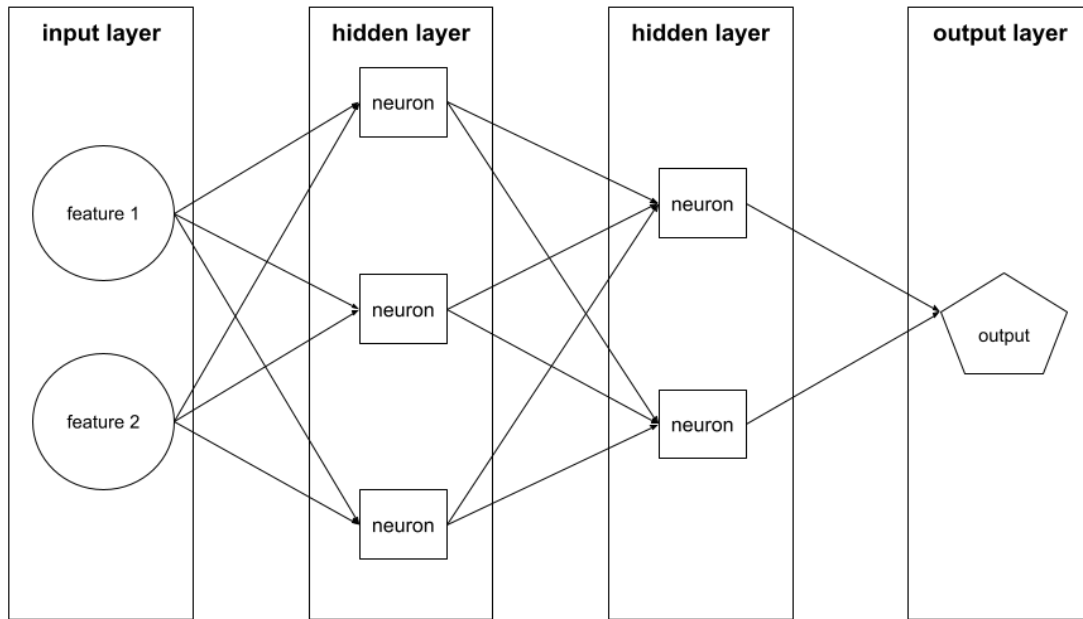 input layer
hidden layer
hidden layer
output layer
neuron
feature 1
neuron
neuron
feature 2
neuron
neuron
output